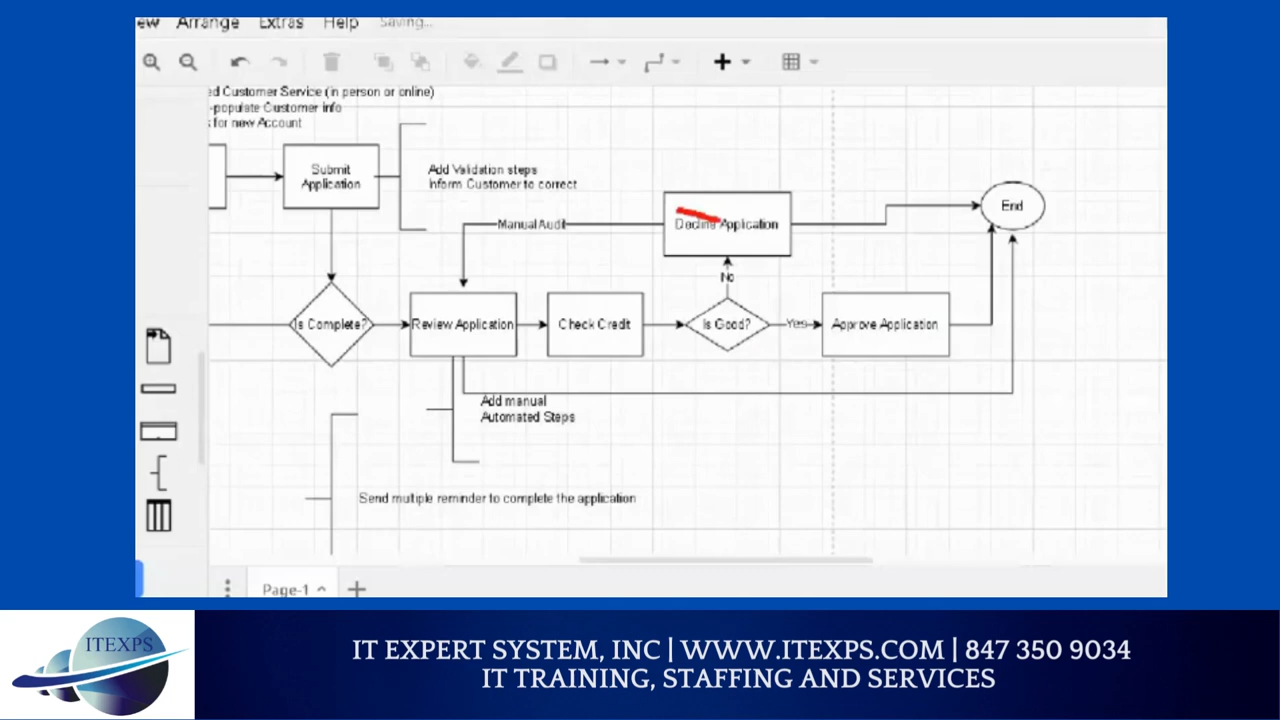 ew Arrange Extras Help Saving...
ed Customer Service (in person or online)
-populate Customer info
s for new Account
Submit
Application
Add Validation steps
Inform Customer to correct
Manual Audit
Decline Application
End
No
Is Complete?
Review Application
Check Credit
Is Good?
Yes
Approve Application
Add manual
Automated Steps
Send multiple reminder to complete the application
Page-1
ITEXPS
IT EXPERT SYSTEM, INC | WWW.ITEXPS.COM | 847 350 9034
IT TRAINING, STAFFING AND SERVICES